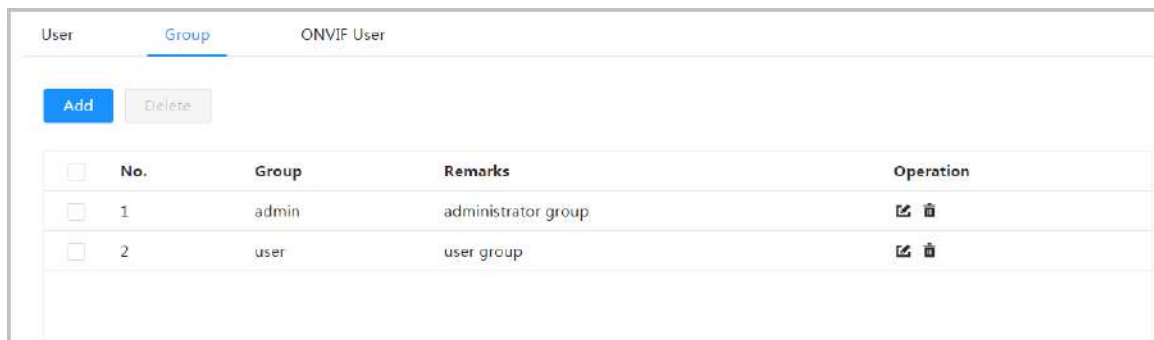 User Group ONVIF User
Add Delete
No. Group Remarks Operation
1 admin administrator group
2 user user group